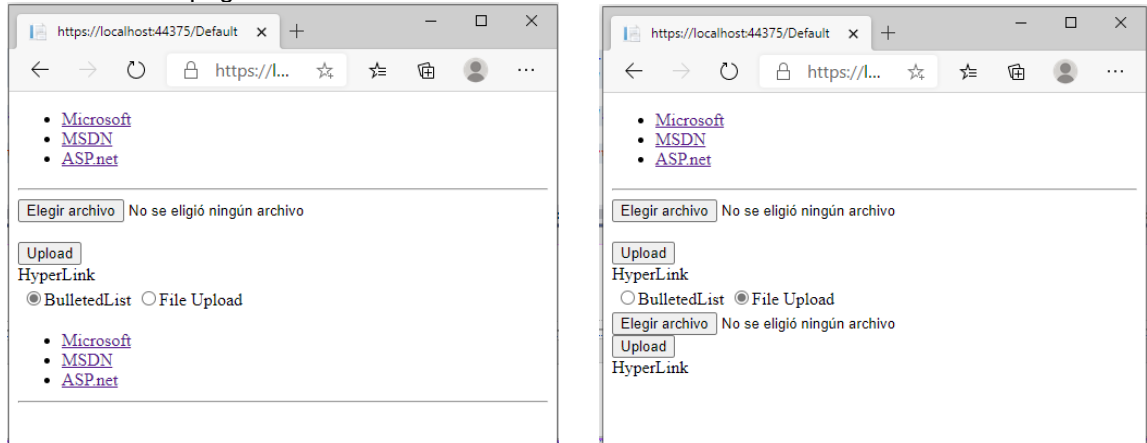 https://localhost:44375/Default
https://l...
Microsoft
MSDN
ASP.net
Elegir archivo No se eligió ningún archivo
Upload
HyperLink
BulletedList File Upload
Microsoft
MSDN
ASP.net
https://localhost:44375/Default
https://l...
Microsoft
MSDN
ASP.net
Elegir archivo No se eligió ningún archivo
Upload
HyperLink
BulletedList File Upload
Elegir archivo No se eligió ningún archivo
Upload
HyperLink